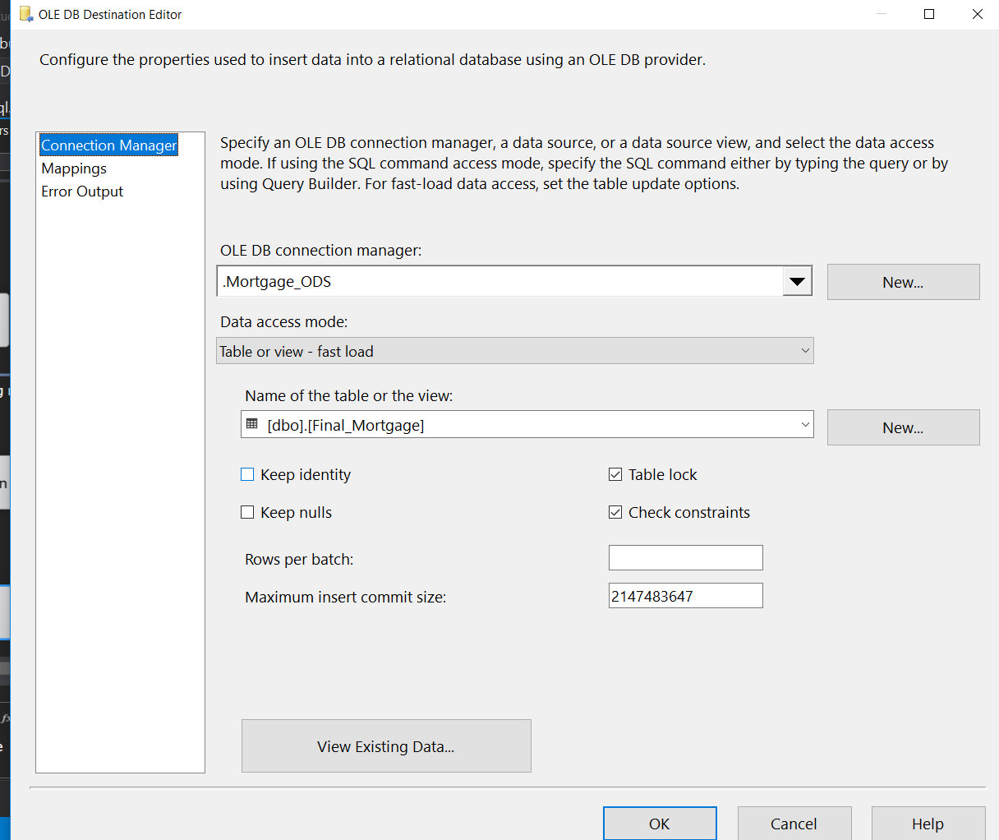 OLE DB Destination Editor
Configure the properties used to insert data into a relational database using an OLE DB provider.
Connection Manager
Mappings
Error Output
Specify an OLE DB connection manager, a data source, or a data source view, and select the data access
mode. If using the SQL command access mode, specify the SQL command either by typing the query or by
using Query Builder. For fast-load data access, set the table update options.
OLE DB connection manager:
.Mortgage_ODS
New...
Data access mode:
Table or view - fast load
Name of the table or the view:
[dbo].[Final_Mortgage]
New...
Keep identity
Table lock
Keep nulls
Check constraints
Rows per batch:
Maximum insert commit size:
2147483647
View Existing Data...
OK
Cancel
Help